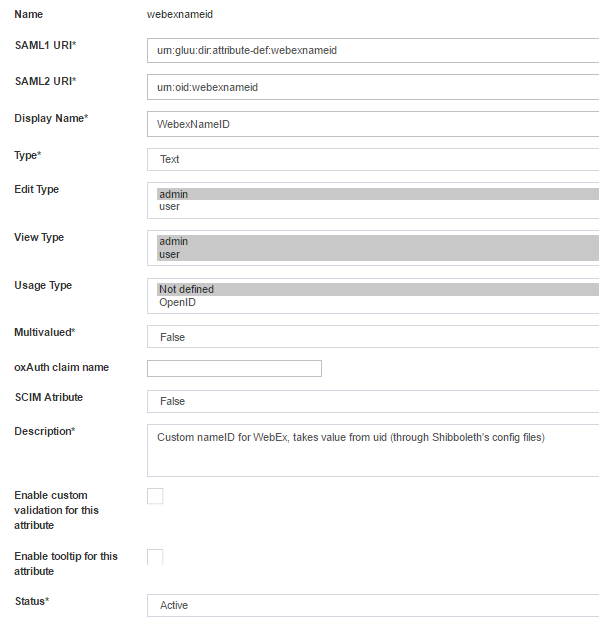 Name webexnameid
SAML1 URI* urn:gluu:dir:attribute-def:webexnameid
SAML2 URI* urn:oid:webexnameid
Display Name* WebexNameID
Type* Text
Edit Type admin
user
View Type admin
user
Usage Type Not defined
OpenID
Multivalued* False
oxAuth claim name
SCIM Atribute False
Description* Custom nameID for WebEx, takes value from uid (through Shibboleth's config files)
Enable custom
validation for this
attribute
Enable tooltip for this
attribute
Status* Active